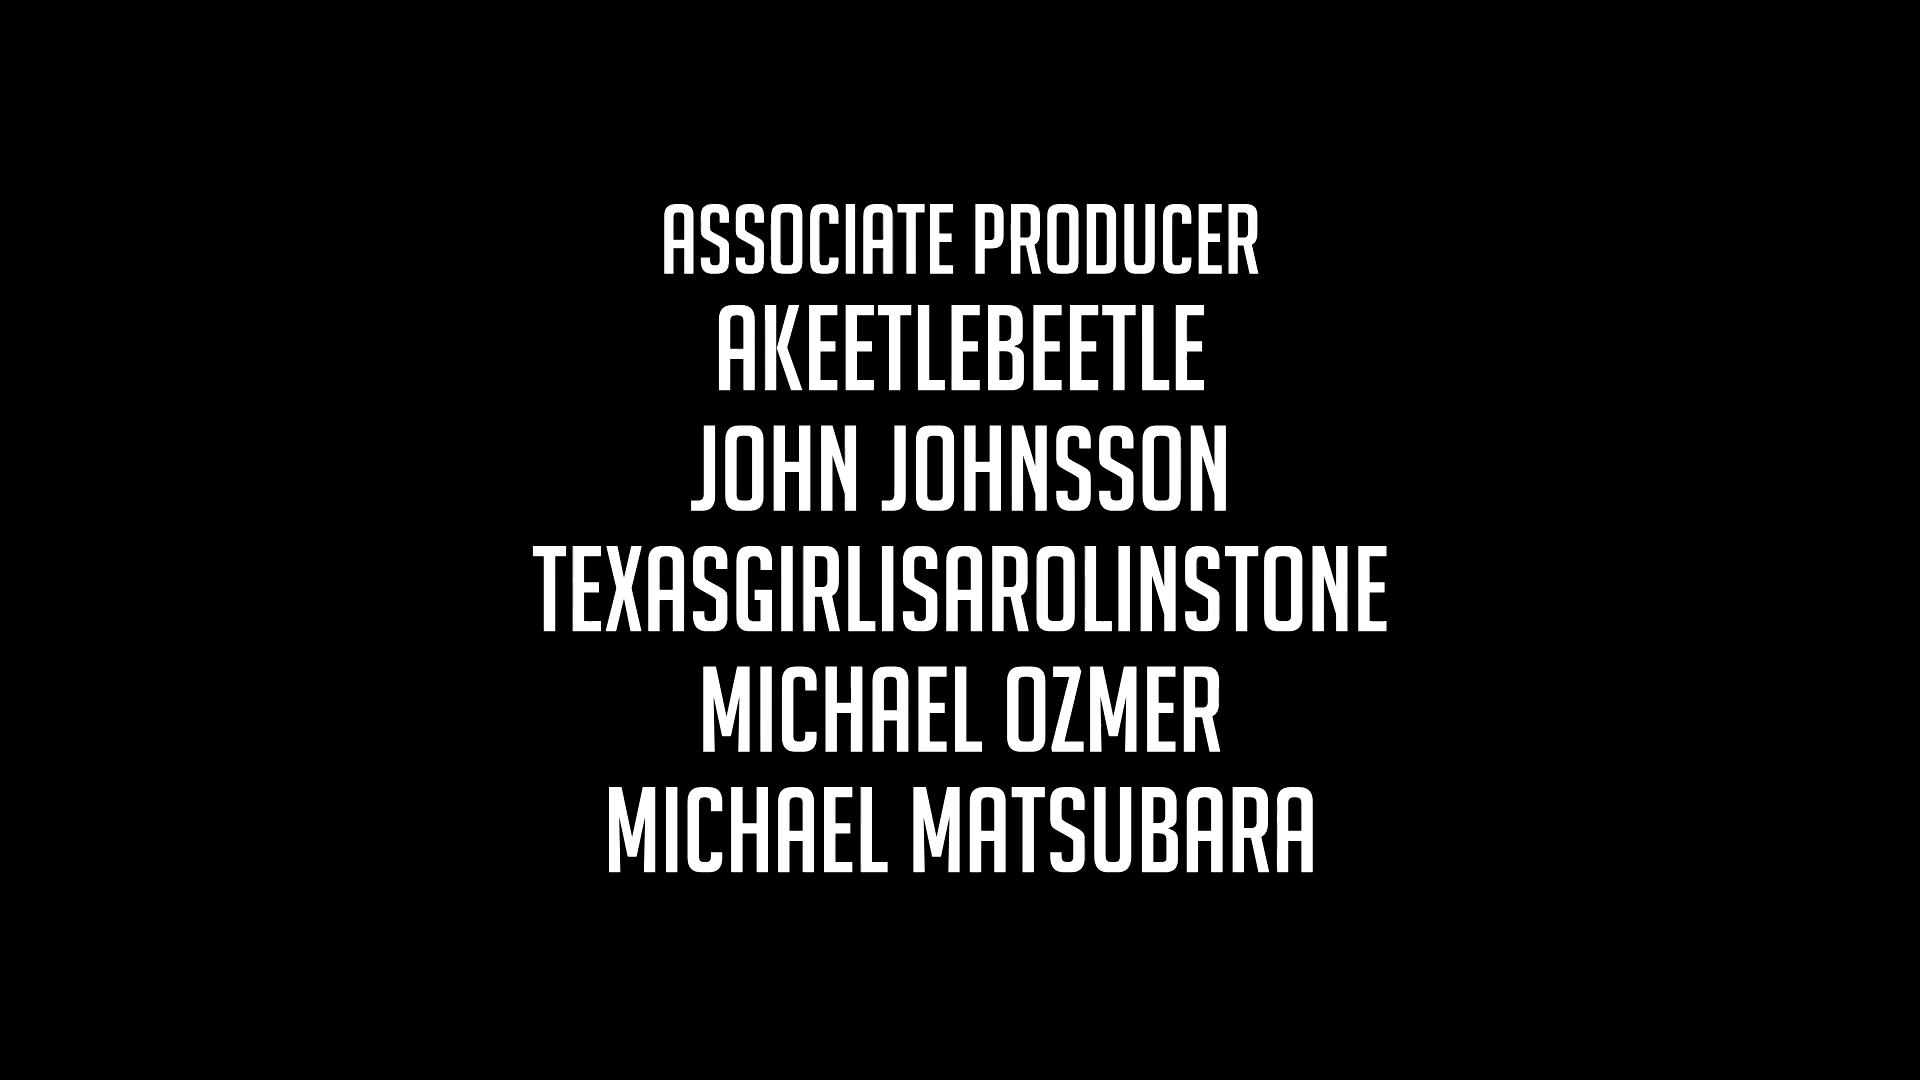 ASSOCIATE PRODUCER
AKEETLEBEETLE
JOHN JOHNSSON
TEXASGIRLISAROLINSTONE
MICHAEL OZMER
MICHAEL MATSUBARA